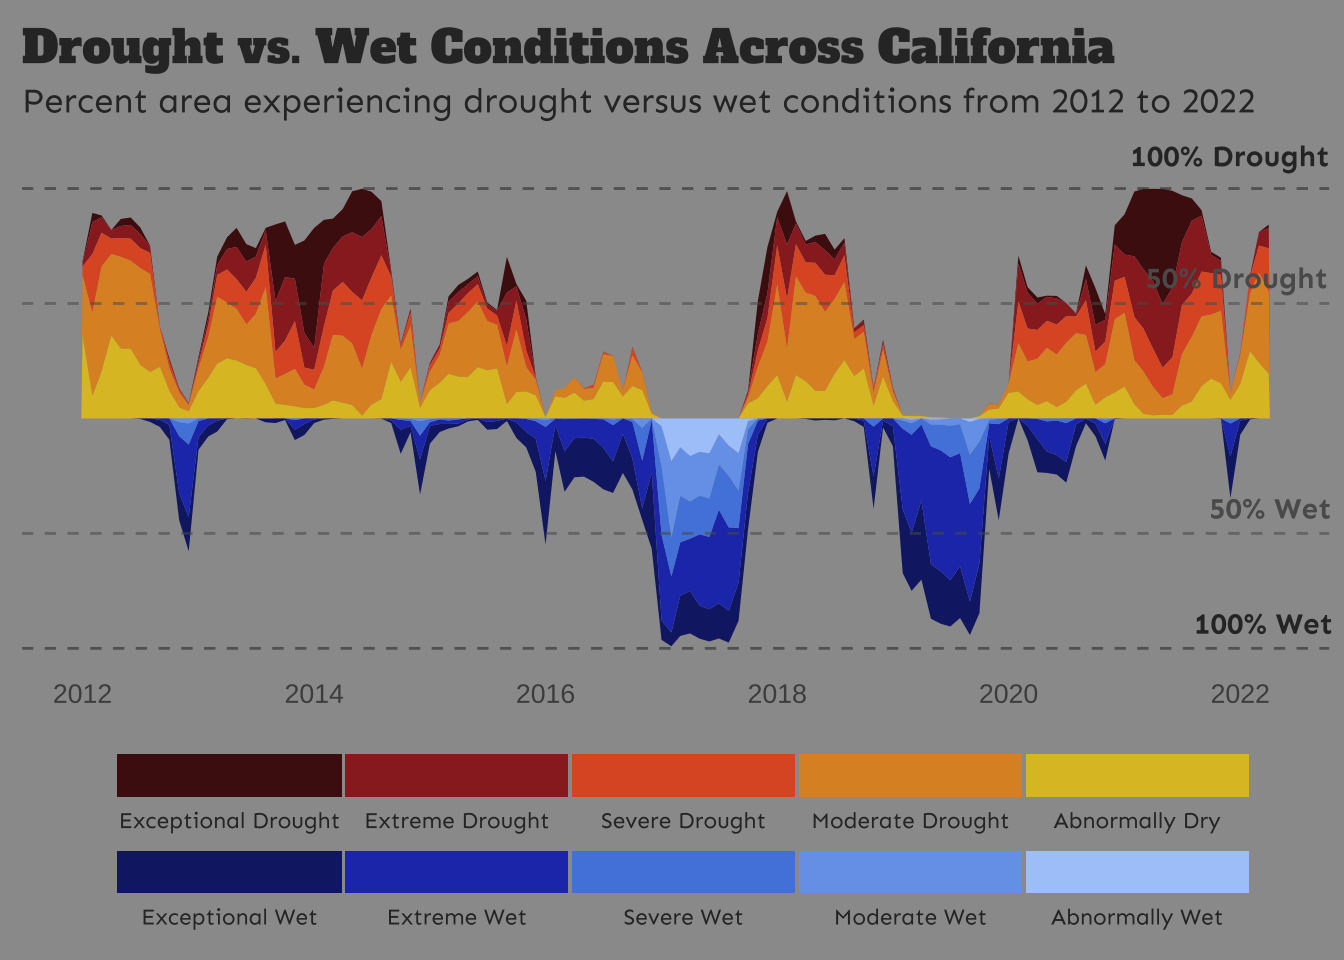 Drought vs. Wet Conditions Across California
Percent area experiencing drought versus wet conditions from 2012 to 2022
100% Drought
50% Drought
50% Wet
100% Wet
2012 2014 2016 2018 2020 2022
Exceptional Drought Extreme Drought Severe Drought Moderate Drought Abnormally Dry
Exceptional Wet Extreme Wet Severe Wet Moderate Wet Abnormally Wet